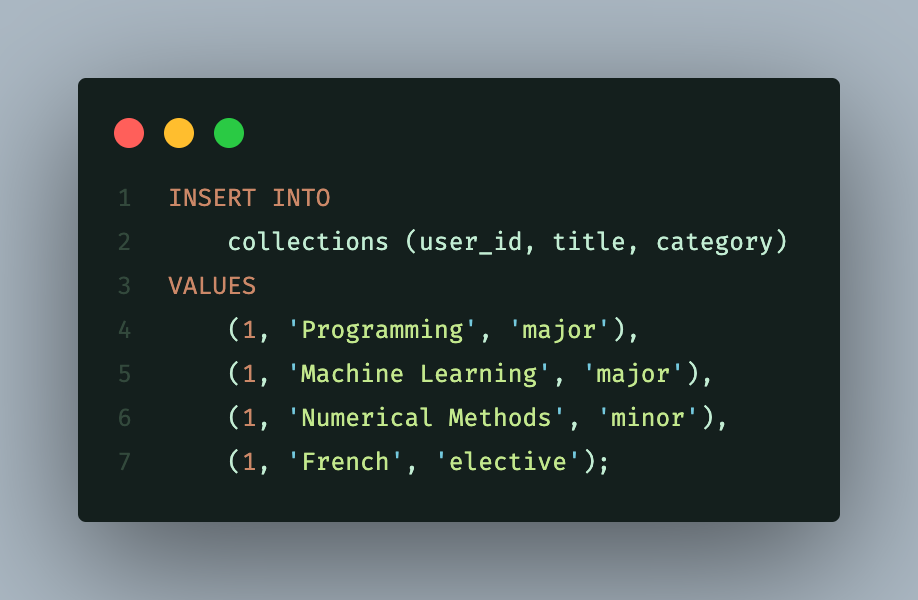 1 INSERT INTO
2     collections (user_id, title, category)
3 VALUES
4     (1, 'Programming', 'major'),
5     (1, 'Machine Learning', 'major'),
6     (1, 'Numerical Methods', 'minor'),
7     (1, 'French', 'elective');